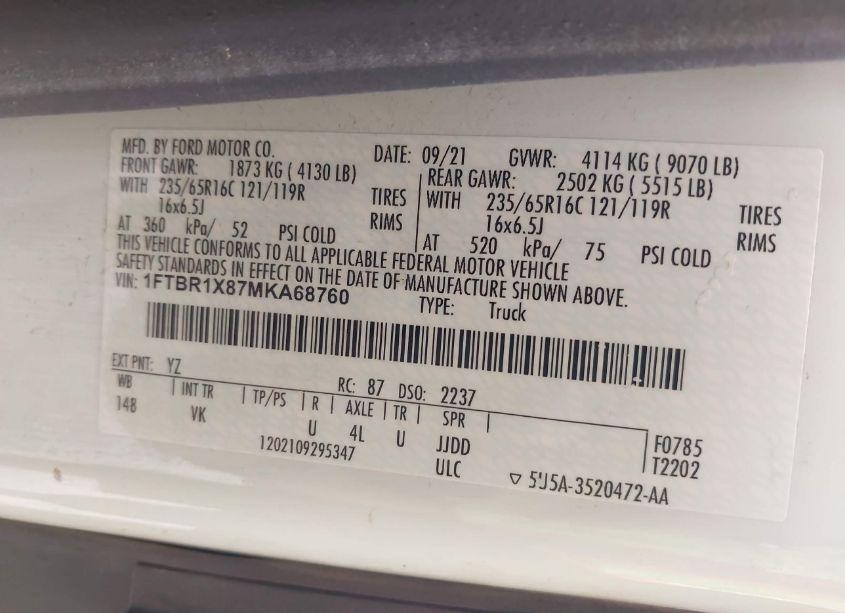 MFD. BY FORD MOTOR CO. DATE: 09/21 GVWR: 4114 KG ( 9070 LB)
FRONT GAWR: 1873 KG ( 4130 LB) REAR GAWR: 2502 KG ( 5515 LB)
WITH 235/65R16C 121/119R TIRES WITH 235/65R16C 121/119R TIRES
16x6.5J RIMS 16x6.5J RIMS
AT 360 kPa/ 52 PSI COLD AT 520 kPa/ 75 PSI COLD
THIS VEHICLE CONFORMS TO ALL APPLICABLE FEDERAL MOTOR VEHICLE
SAFETY STANDARDS IN EFFECT ON THE DATE OF MANUFACTURE SHOWN ABOVE.
VIN: 1FTBR1X87MKA68760 TYPE: Truck
EXT PNT: YZ RC: 87 DSO: 2237
WB INT TR TP/PS R AXLE TR SPR
148 VK U 4L U JJDD F0785
1202109295347 ULC T2202
5U5A-3520472-AA